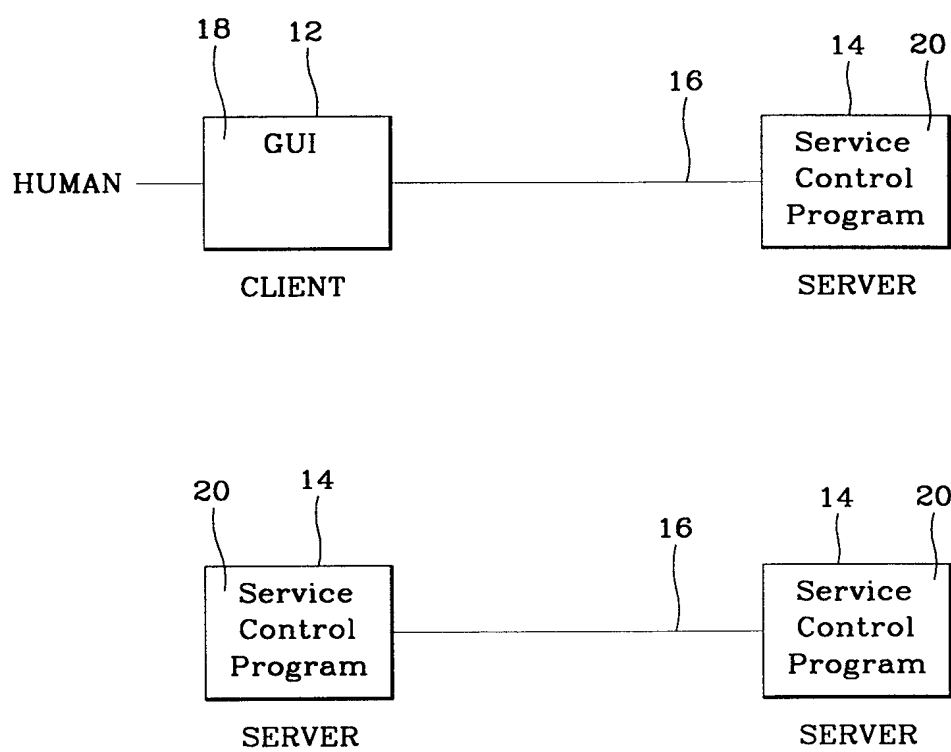 18 12 14 20
16
GUI
HUMAN
Service
Control
Program
CLIENT
SERVER
20 14 14 20
16
Service
Control
Program
Service
Control
Program
SERVER
SERVER